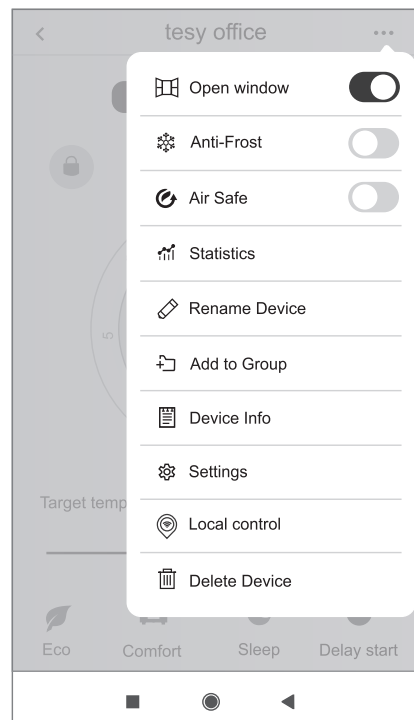 tesy office
Open window
Anti-Frost
Air Safe
Statistics
Rename Device
5
Add to Group
Device Info
Settings
Target temp
Local control
Delete Device
Eco Comfort Sleep Delay start